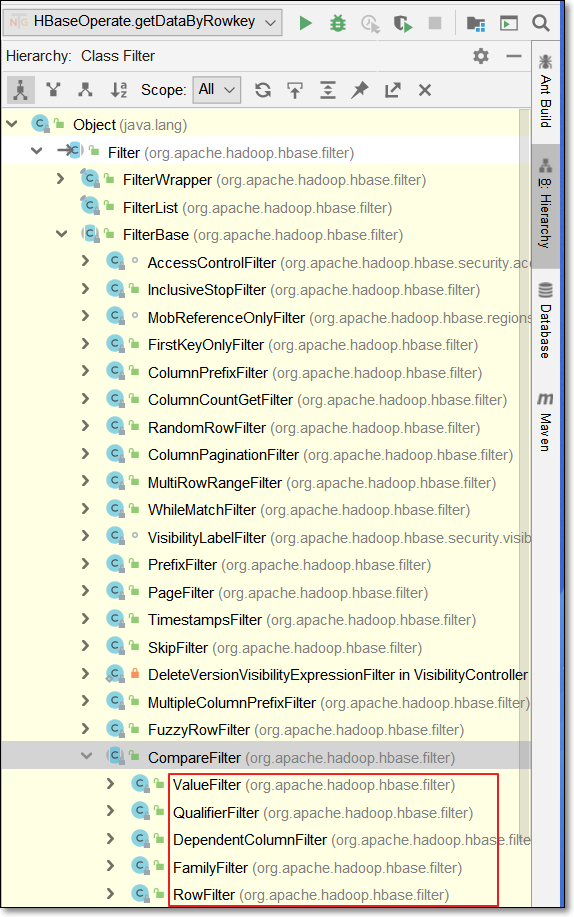 HBaseOperate.getDataByRowkey
Hierarchy: Class Filter
Scope: All
Object (java.lang)
Filter (org.apache.hadoop.hbase.filter)
FilterWrapper (org.apache.hadoop.hbase.filter)
FilterList (org.apache.hadoop.hbase.filter)
FilterBase (org.apache.hadoop.hbase.filter)
AccessControlFilter (org.apache.hadoop.hbase.security.acc
InclusiveStopFilter (org.apache.hadoop.hbase.filter)
MobReferenceOnlyFilter (org.apache.hadoop.hbase.regions
FirstKeyOnlyFilter (org.apache.hadoop.hbase.filter)
ColumnPrefixFilter (org.apache.hadoop.hbase.filter)
ColumnCountGetFilter (org.apache.hadoop.hbase.filter)
RandomRowFilter (org.apache.hadoop.hbase.filter)
ColumnPaginationFilter (org.apache.hadoop.hbase.filter)
MultiRowRangeFilter (org.apache.hadoop.hbase.filter)
WhileMatchFilter (org.apache.hadoop.hbase.filter)
VisibilityLabelFilter (org.apache.hadoop.hbase.security.visib
PrefixFilter (org.apache.hadoop.hbase.filter)
PageFilter (org.apache.hadoop.hbase.filter)
TimestampsFilter (org.apache.hadoop.hbase.filter)
SkipFilter (org.apache.hadoop.hbase.filter)
DeleteVersionVisibilityExpressionFilter in VisibilityController
MultipleColumnPrefixFilter (org.apache.hadoop.hbase.filter)
FuzzyRowFilter (org.apache.hadoop.hbase.filter)
CompareFilter (org.apache.hadoop.hbase.filter)
ValueFilter (org.apache.hadoop.hbase.filter)
QualifierFilter (org.apache.hadoop.hbase.filter)
DependentColumnFilter (org.apache.hadoop.hbase.filte
FamilyFilter (org.apache.hadoop.hbase.filter)
RowFilter (org.apache.hadoop.hbase.filter)
Ant Build
8: Hierarchy
Database
Maven